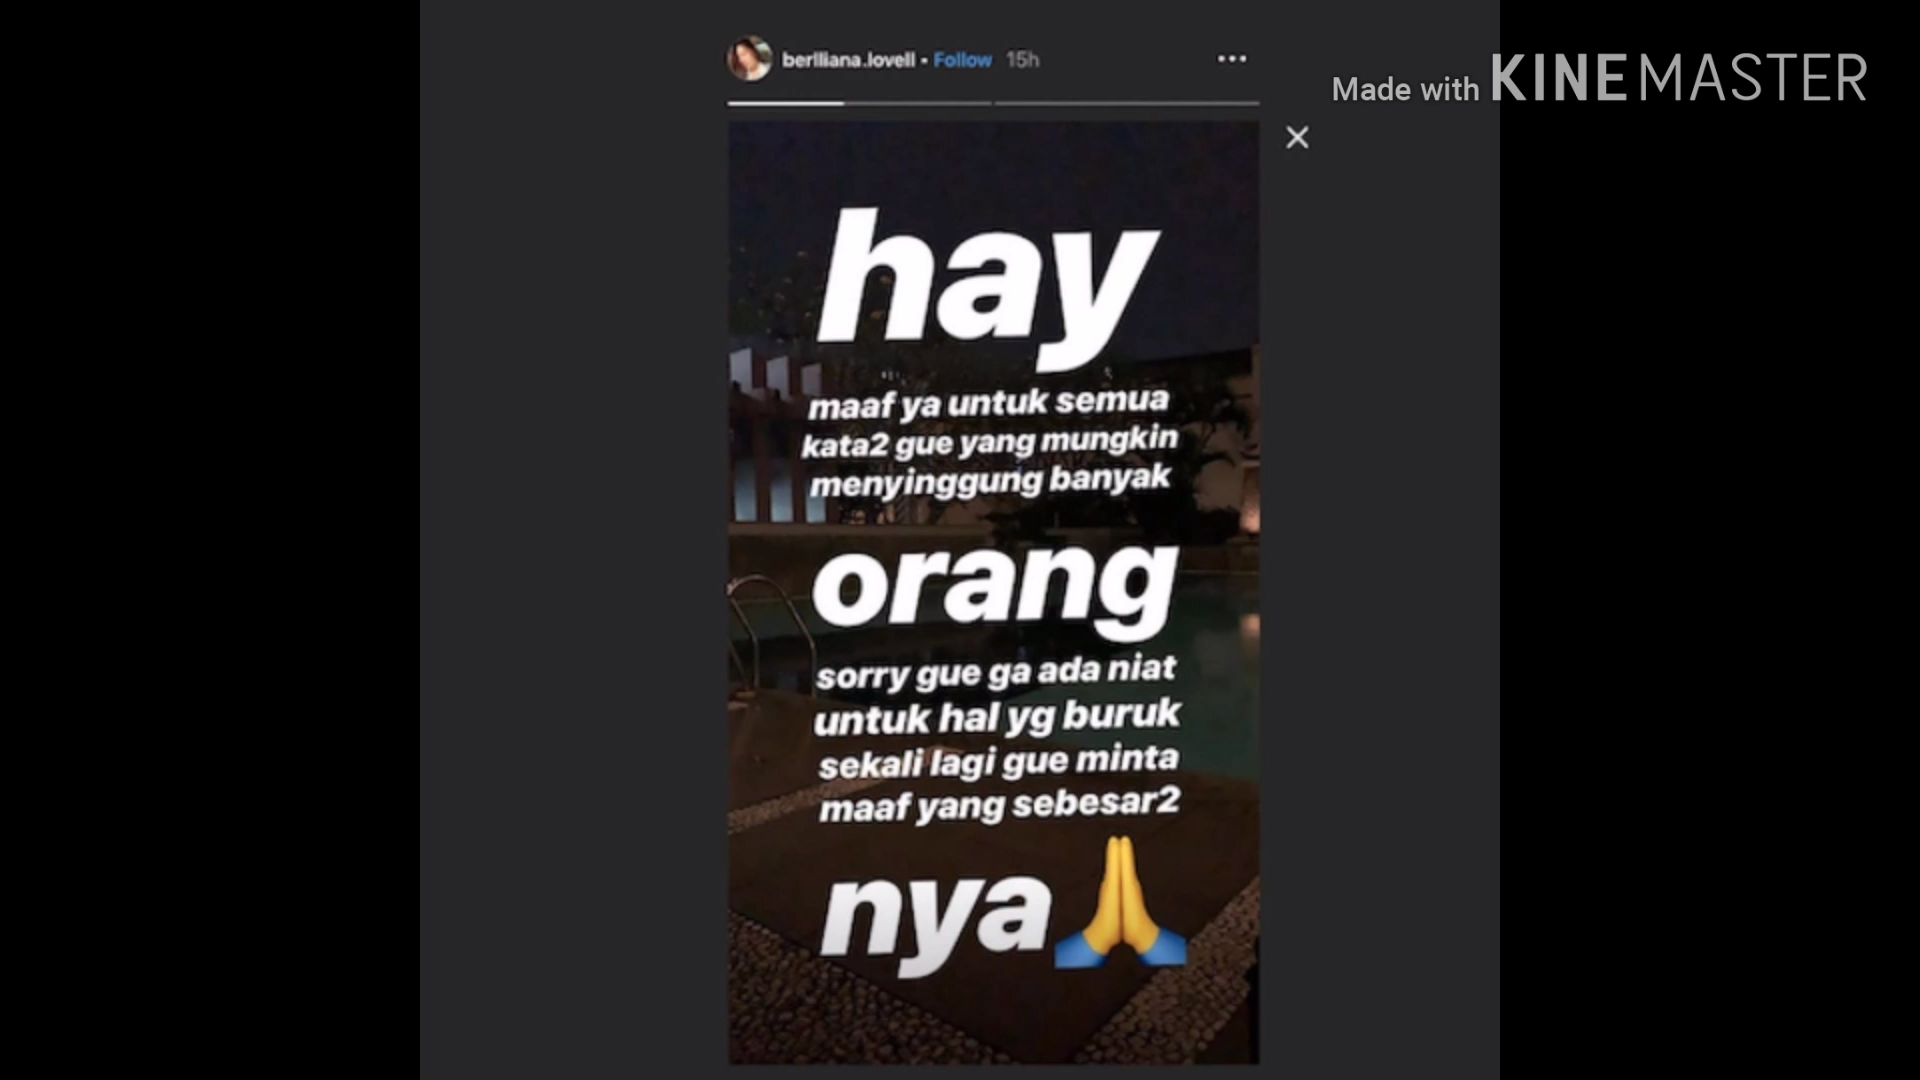 berlliana.lovell • Follow 15h
Made with KINEMASTER
hay
maaf ya untuk semua
kata2 gue yang mungkin
menyinggung banyak
orang
sorry gue ga ada niat
untuk hal yg buruk
sekali lagi gue minta
maaf yang sebesar2
nya🙏